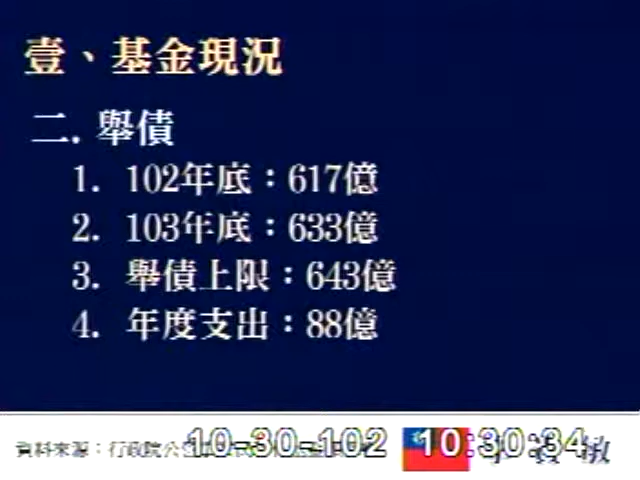 壹、基金現況
二. 舉債
1. 102年底：617億
2. 103年底：633億
3. 舉債上限：643億
4. 年度支出：88億
資料來源：行政院公
10-30-102 10:30:34